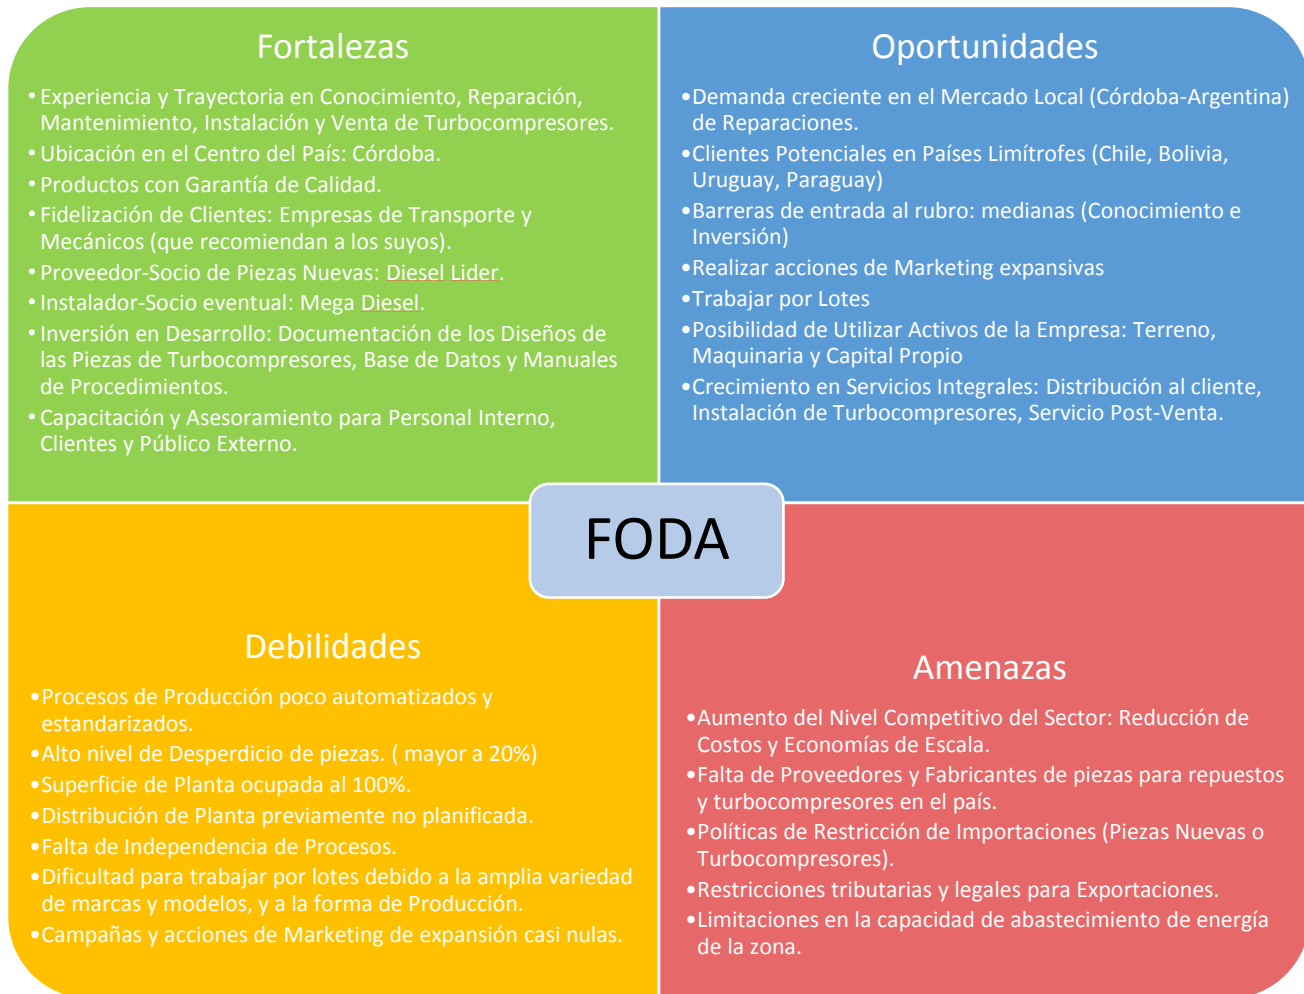 Fortalezas
• Experiencia y Trayectoria en Conocimiento, Reparación,
Mantenimiento, Instalación y Venta de Turbocompresores.
• Ubicación en el Centro del País: Córdoba.
• Productos con Garantía de Calidad.
• Fidelización de Clientes: Empresas de Transporte y
Mecánicos (que recomiendan a los suyos).
• Proveedor-Socio de Piezas Nuevas: Diesel Lider.
• Instalador-Socio eventual: Mega Diesel.
• Inversión en Desarrollo: Documentación de los Diseños de
las Piezas de Turbocompresores, Base de Datos y Manuales
de Procedimientos.
• Capacitación y Asesoramiento para Personal Interno,
Clientes y Público Externo.
Oportunidades
•Demanda creciente en el Mercado Local (Córdoba-Argentina)
de Reparaciones.
•Clientes Potenciales en Países Limítrofes (Chile, Bolivia,
Uruguay, Paraguay)
•Barreras de entrada al rubro: medianas (Conocimiento e
Inversión)
•Realizar acciones de Marketing expansivas
•Trabajar por Lotes
•Posibilidad de Utilizar Activos de la Empresa: Terreno,
Maquinaria y Capital Propio
•Crecimiento en Servicios Integrales: Distribución al cliente,
Instalación de Turbocompresores, Servicio Post-Venta.
FODA
Debilidades
•Procesos de Producción poco automatizados y
estandarizados.
•Alto nivel de Desperdicio de piezas. ( mayor a 20%)
•Superficie de Planta ocupada al 100%.
•Distribución de Planta previamente no planificada.
•Falta de Independencia de Procesos.
•Dificultad para trabajar por lotes debido a la amplia variedad
de marcas y modelos, y a la forma de Producción.
•Campañas y acciones de Marketing de expansión casi nulas.
Amenazas
•Aumento del Nivel Competitivo del Sector: Reducción de
Costos y Economías de Escala.
•Falta de Proveedores y Fabricantes de piezas para repuestos
y turbocompresores en el país.
•Políticas de Restricción de Importaciones (Piezas Nuevas o
Turbocompresores).
•Restricciones tributarias y legales para Exportaciones.
•Limitaciones en la capacidad de abastecimiento de energía
de la zona.